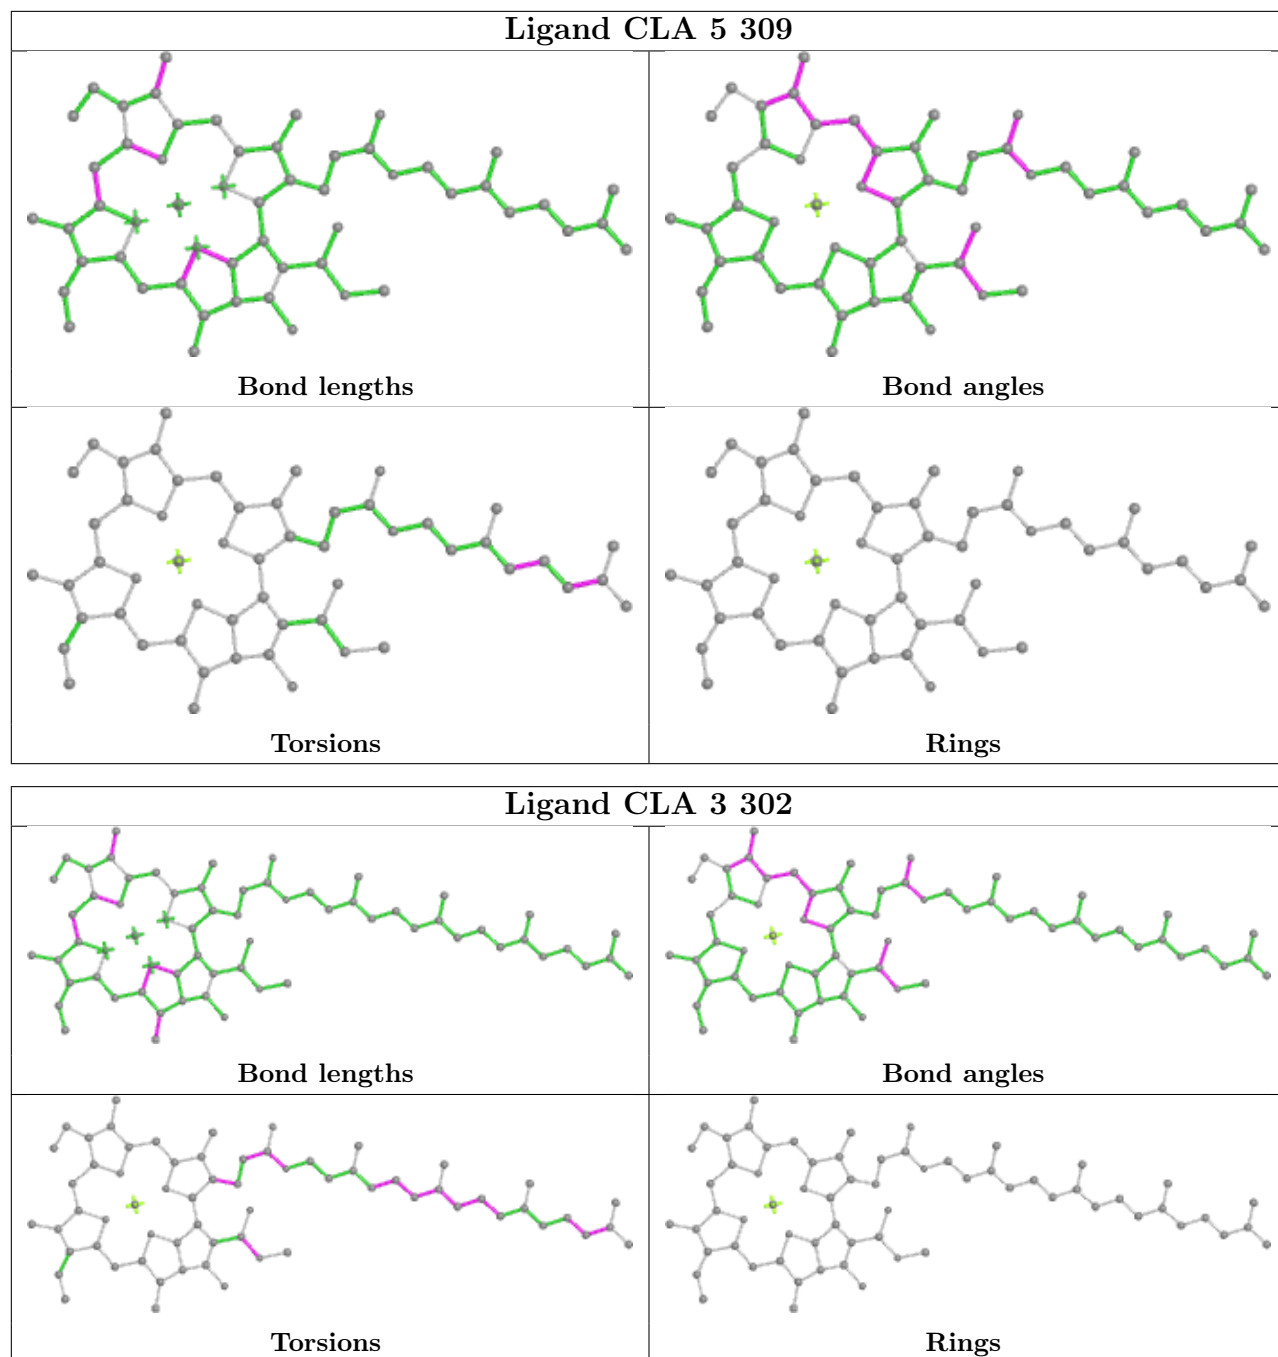 Ligand CLA 5 309
Bond lengths
Bond angles
Torsions
Rings
Ligand CLA 3 302
Bond lengths
Bond angles
Torsions
Rings